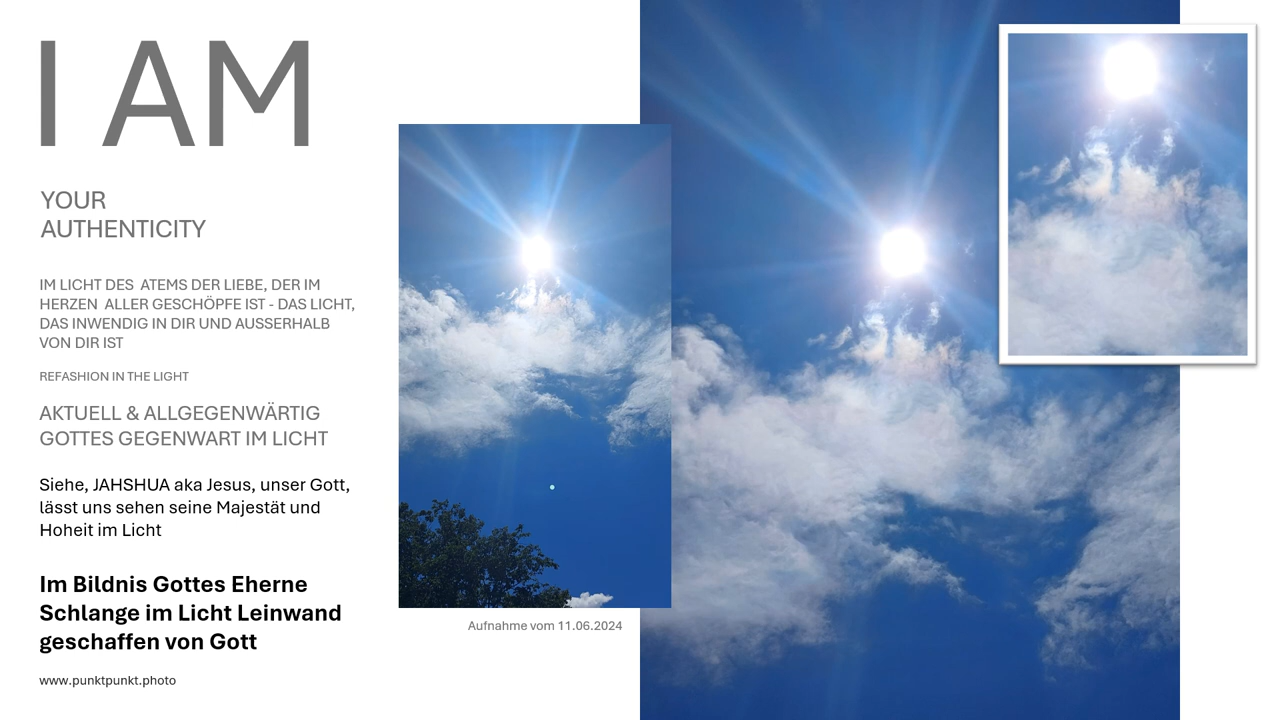 I AM
YOUR
AUTHENTICITY
IM LICHT DES  ATEMS DER LIEBE, DER IM
HERZEN  ALLER GESCHÖPFE IST - DAS LICHT,
DAS INWENDIG IN DIR UND AUSSERHALB
VON DIR IST
REFASHION IN THE LIGHT
AKTUELL & ALLGEGENWÄRTIG
GOTTES GEGENWART IM LICHT
Siehe, JAHSHUA aka Jesus, unser Gott,
lässt uns sehen seine Majestät und
Hoheit im Licht
Im Bildnis Gottes Eherne
Schlange im Licht Leinwand
geschaffen von Gott
www.punktpunkt.photo
Aufnahme vom 11.06.2024